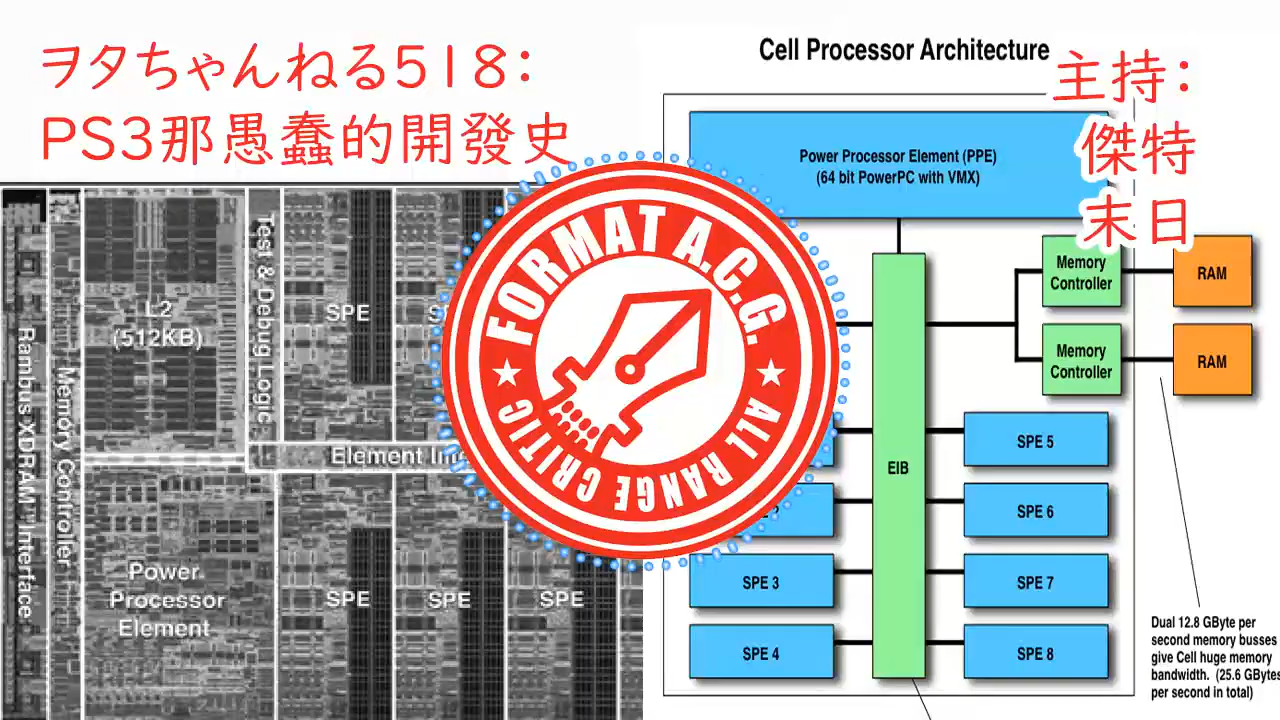 ヲタちゃんねる518：
PS3那愚蠢的開發史
主持：
傑特
末日
Cell Processor Architecture
Power Processor Element (PPE)
(64 bit PowerPC with VMX)
Memory
Controller
RAM
Memory
Controller
RAM
EIB
SPE 5
SPE 6
SPE 3
SPE 7
SPE 4
SPE 8
Dual 12.8 GByte per
second memory busses
give Cell huge memory
bandwidth. (25.6 GBytes
per second in total)
FORMAT A.C.G.
ALL RANGE CRITIC
Rambus XDRAM™ Interface
Memory Controller
L2
(512KB)
Test & Debug Logic
SPE
Element
Power
Processor
Element
SPE
SPE
SPE